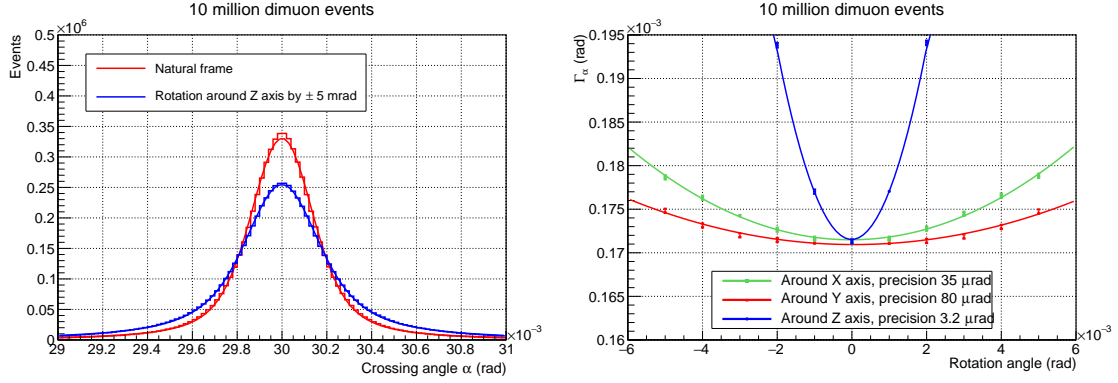 10 million dimuon events
×10⁶
Events
0.5
0.45
0.4
0.35
0.3
0.25
0.2
0.15
0.1
0.05
0
Natural frame
Rotation around Z axis by ± 5 mrad
29 29.2 29.4 29.6 29.8 30 30.2 30.4 30.6 30.8 31
×10⁻³
Crossing angle α (rad)
10 million dimuon events
×10⁻³
Γα (rad)
0.195
0.19
0.185
0.18
0.175
0.17
0.165
0.16
Around X axis, precision 35 μrad
Around Y axis, precision 80 μrad
Around Z axis, precision 3.2 μrad
−6 −4 −2 0 2 4 6
×10⁻³
Rotation angle (rad)